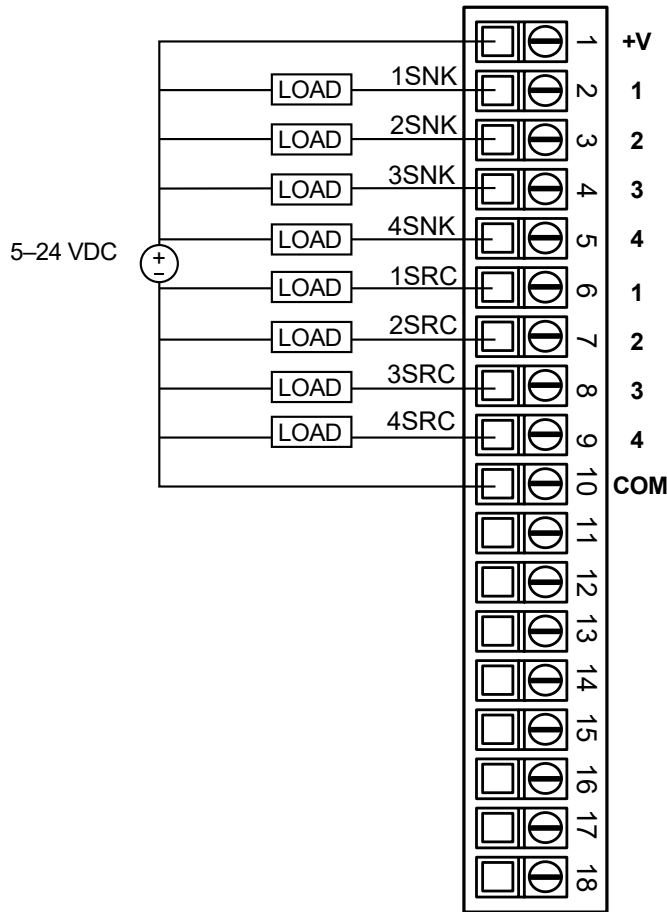 1 +V
LOAD 1SNK 2 1
LOAD 2SNK 3 2
LOAD 3SNK 4 3
LOAD 4SNK 5 4
5–24 VDC + –
LOAD 1SRC 6 1
LOAD 2SRC 7 2
LOAD 3SRC 8 3
LOAD 4SRC 9 4
10 COM
11
12
13
14
15
16
17
18